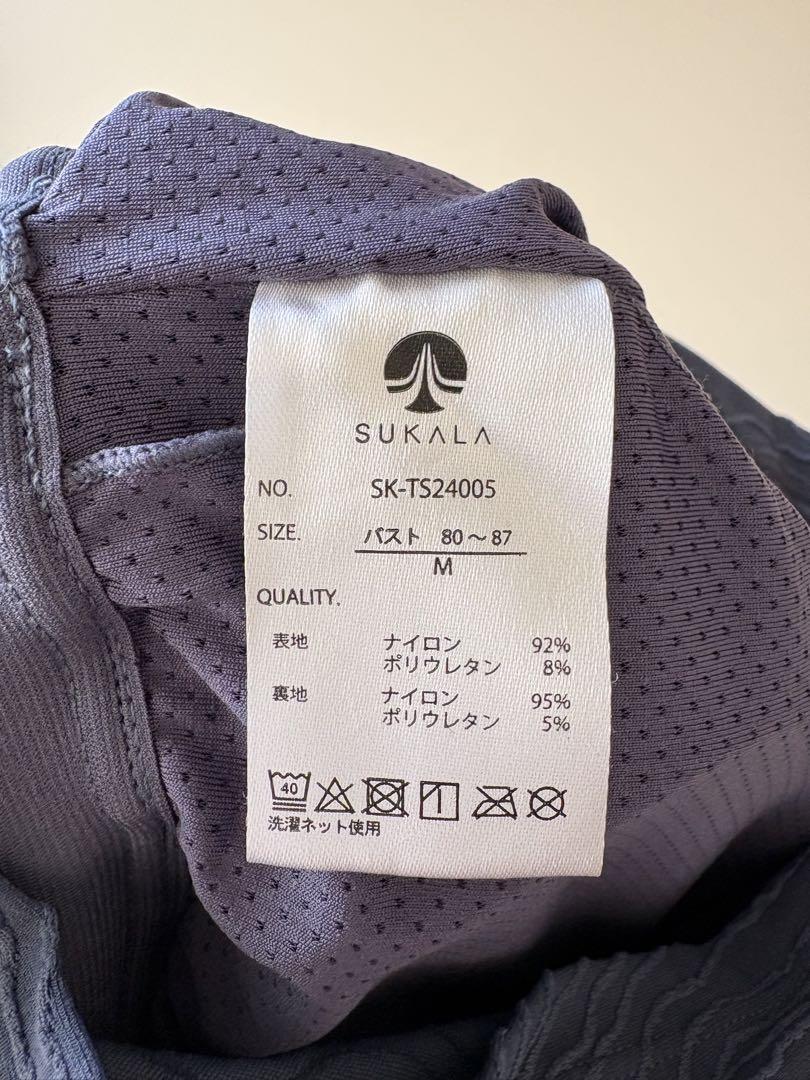 SUKALA
NO. SK-TS24005
SIZE. バスト 80～87
M
QUALITY.
表地 ナイロン 92%
ポリウレタン 8%
裏地 ナイロン 95%
ポリウレタン 5%
40
洗濯ネット使用